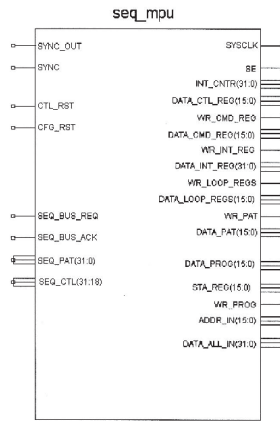 seq_mpu
SYNC_OUT
SYNC
CTL_RST
CFG_RST
SEQ_BUS_REQ
SEQ_BUS_ACK
SEQ_PAT(31:0)
SEQ_CTL(31:18)
SYSCLK
SE
INT_CNTR(31:0)
DATA_CTL_REG(15:0)
WR_CMD_REG
DATA_CMD_REG(15:0)
WR_INT_REG
DATA_INT_REG(31:0)
WR_LOOP_REGS
DATA_LOOP_REGS(15:0)
WR_PAT
DATA_PAT(15:0)
DATA_PROG(15:0)
STA_REG(15:0)
WR_PROG
ADDR_IN(15:0)
DATA_ALL_IN(31:0)